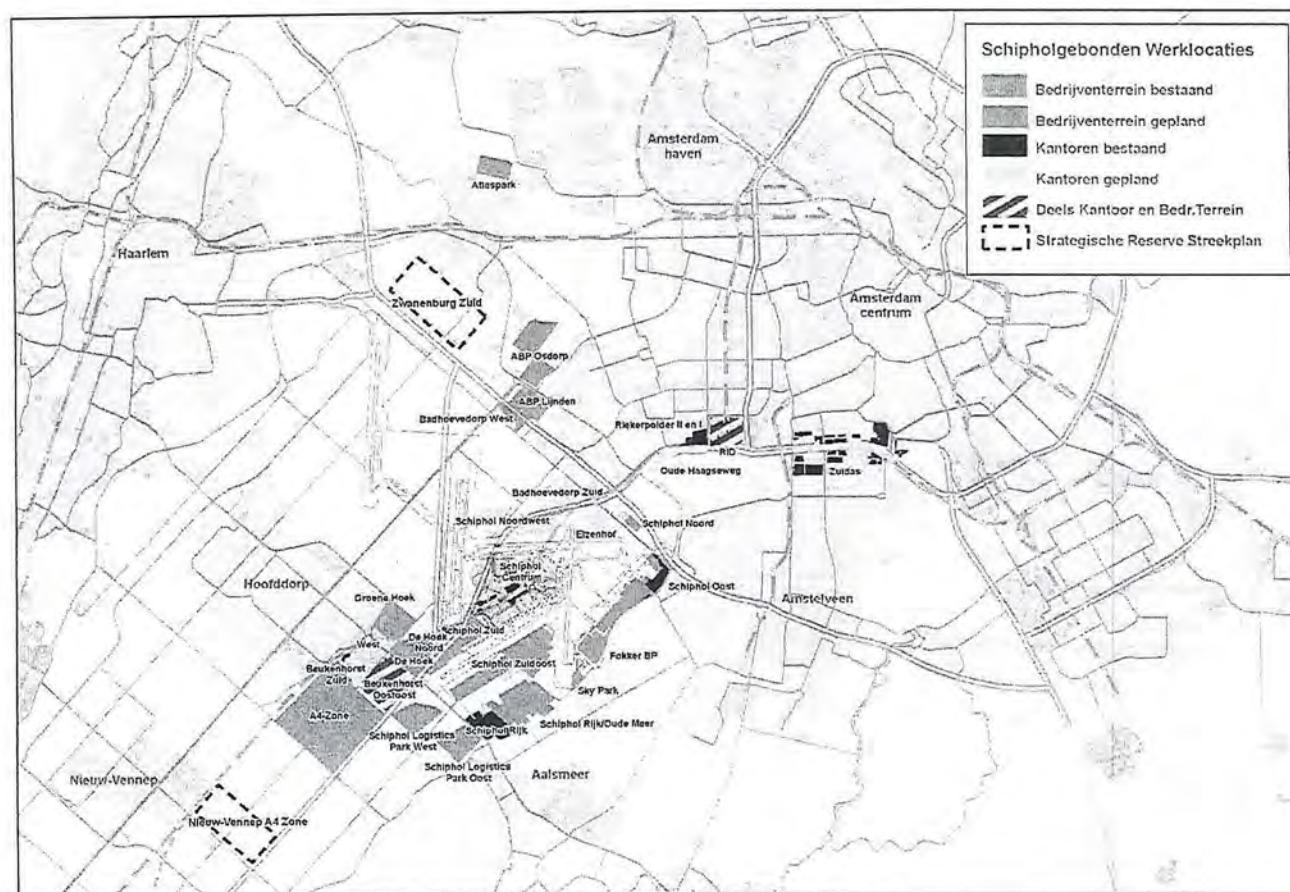 Schipholgebonden Werklocaties
Bedrijventerrein bestaand
Bedrijventerrein gepland
Kantoren bestaand
Kantoren gepland
Deels Kantoor en Bedr.Terrein
Strategische Reserve Streekplan
Amsterdam
haven
Atlaspark
Haarlem
Zwanenburg Zuid
Amsterdam
centrum
ABP Osdorp
ABP Lijnden
Badhoevedorp West
Riekerpolder II en I
RID
Oude Haagseweg
Zuidas
Badhoevedorp Zuid
Schiphol Noordwest
Schiphol Noord
Elzenhof
Schiphol
Centrum
Schiphol Oost
Hoofddorp
Amstelveen
Groene Hoek
Schiphol Zuid
De Hoek
Noord
West
De Hoek
Fokker BP
Schiphol Zuidoost
Beukenhorst
Zuid
Beukenhorst
Oostoost
Sky Park
A4-Zone
Schiphol Rijk/Oude Meer
Schiphol Rijk
Schiphol Logistics
Park West
Schiphol Logistics
Park Oost
Aalsmeer
Nieuw-Vennep
Nieuw-Vennep A4 Zone